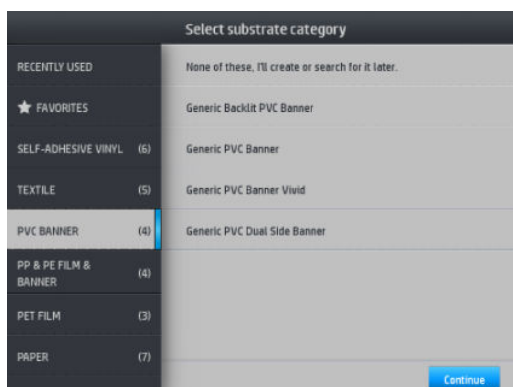 Select substrate category
RECENTLY USED
None of these, I'll create or search for it later.
FAVORITES
Generic Backlit PVC Banner
SELF-ADHESIVE VINYL (6)
Generic PVC Banner
TEXTILE (5)
Generic PVC Banner Vivid
PVC BANNER (4)
Generic PVC Dual Side Banner
PP & PE FILM &
BANNER (4)
PET FILM (3)
PAPER (7)
Continue